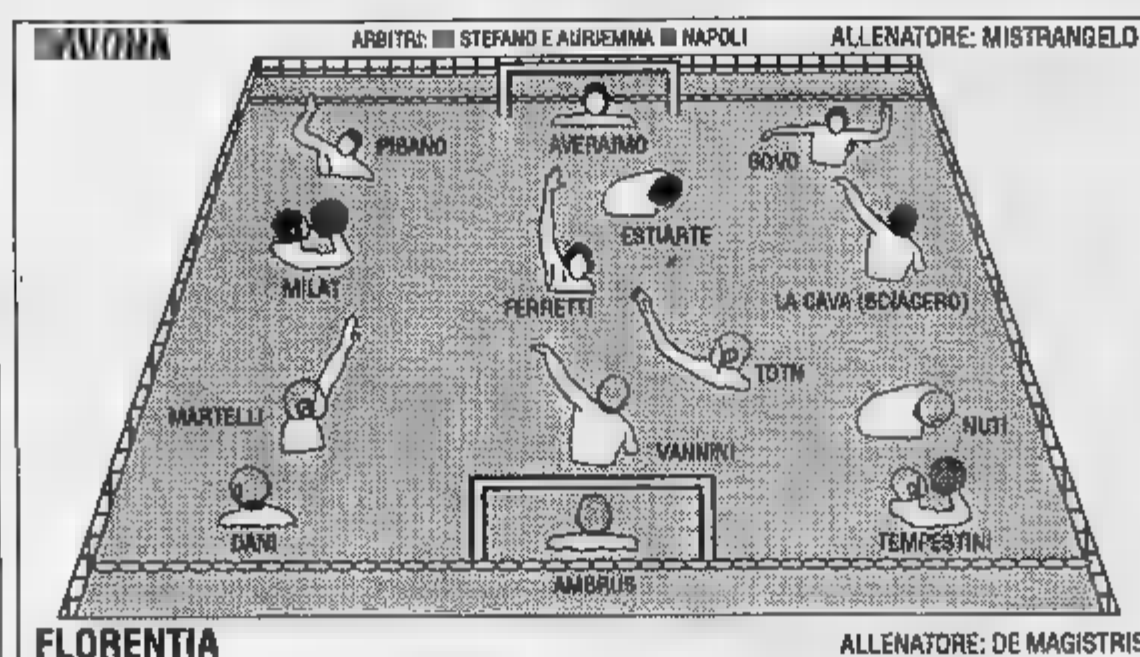 SAVONA
ARBITRI: STEFANO E AURIEMMA NAPOLI
ALLENATORE: MISTRANGELO
PISANO
AVERAIMO
BOVO
ESTIARTE
MILAT
FERRETTI
LA CAVA (SCIACERO)
TOTH
MARTELLI
NUTI
VANNINI
DANI
TEMPESTINI
AMBRUS
FLORENTIA
ALLENATORE: DE MAGISTRIS